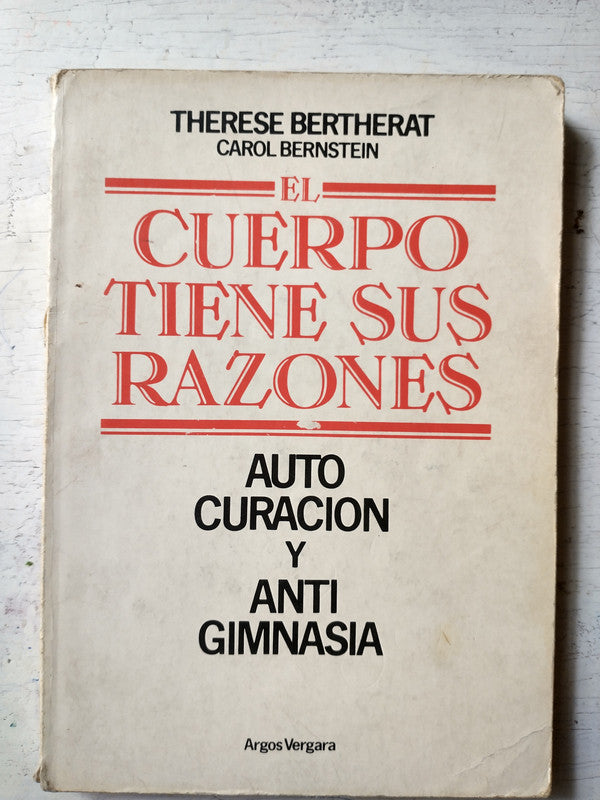 THERESE BERTHERAT
CAROL BERNSTEIN
EL
CUERPO
TIENE SUS
RAZONES
AUTO
CURACION
Y
ANTI
GIMNASIA
Argos Vergara